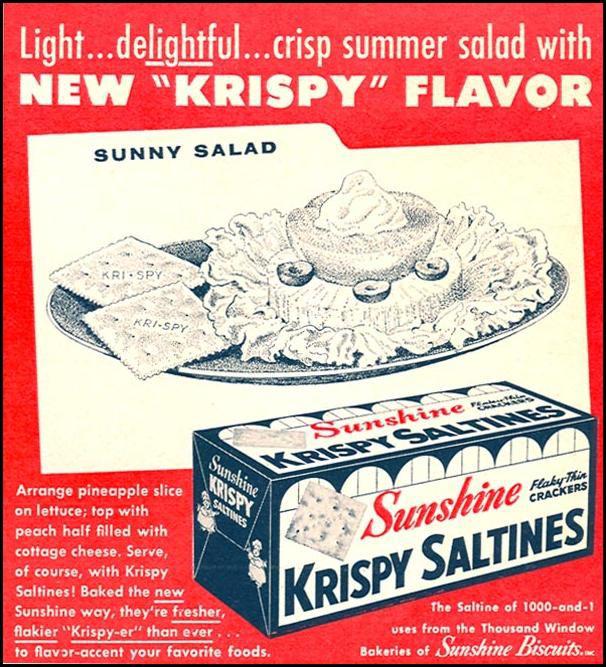 Light...delightful...crisp summer salad with
NEW "KRISPY" FLAVOR
SUNNY SALAD
KRI-SPY
KRI-SPY
Sunshine Flaky-Thin
CRACKERS
KRISPY SALTINES
Sunshine
KRISPY
SALTINES
Sunshine Flaky-Thin
CRACKERS
KRISPY SALTINES
Arrange pineapple slice
on lettuce; top with
peach half filled with
cottage cheese. Serve,
of course, with Krispy
Saltines! Baked the new
Sunshine way, they're fresher,
flakier "Krispy-er" than ever . . .
to flavor-accent your favorite foods.
The Saltine of 1000-and-1
uses from the Thousand Window
Bakeries of Sunshine Biscuits, INC.